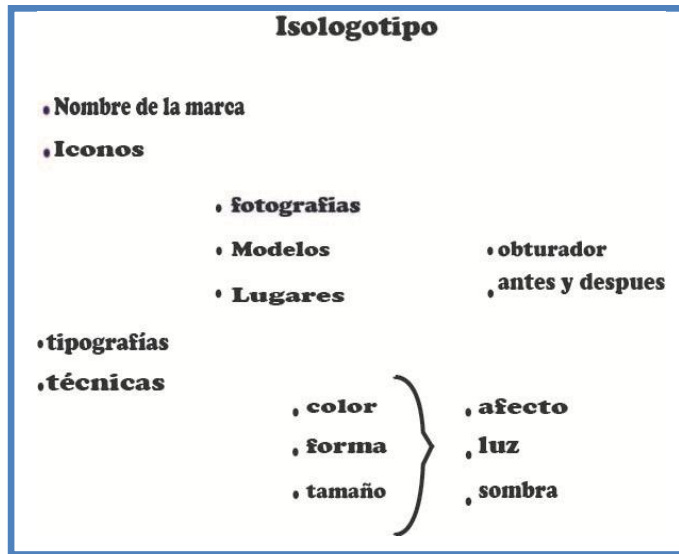 Isologotipo
• Nombre de la marca
• Iconos
• fotografías
• Modelos
• obturador
• Lugares
• antes y despues
• tipografías
• técnicas
• color
• afecto
• forma
• luz
• tamaño
• sombra